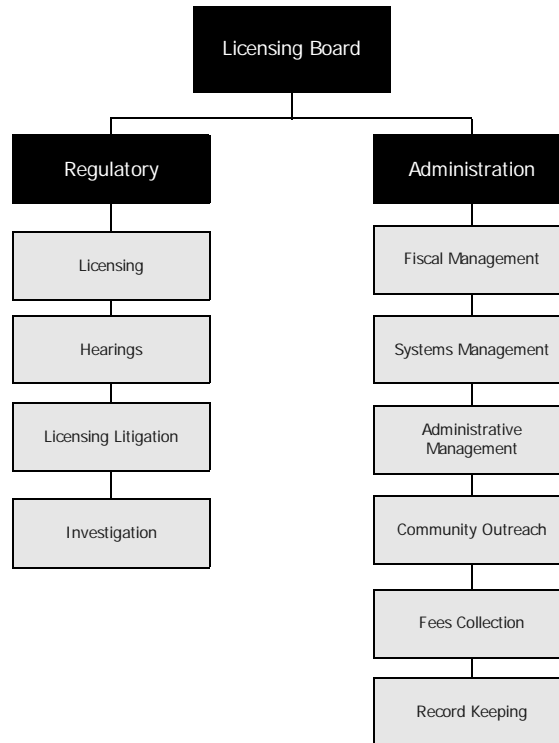 Licensing Board
Regulatory
Licensing
Hearings
Licensing Litigation
Investigation
Administration
Fiscal Management
Systems Management
Administrative
Management
Community Outreach
Fees Collection
Record Keeping